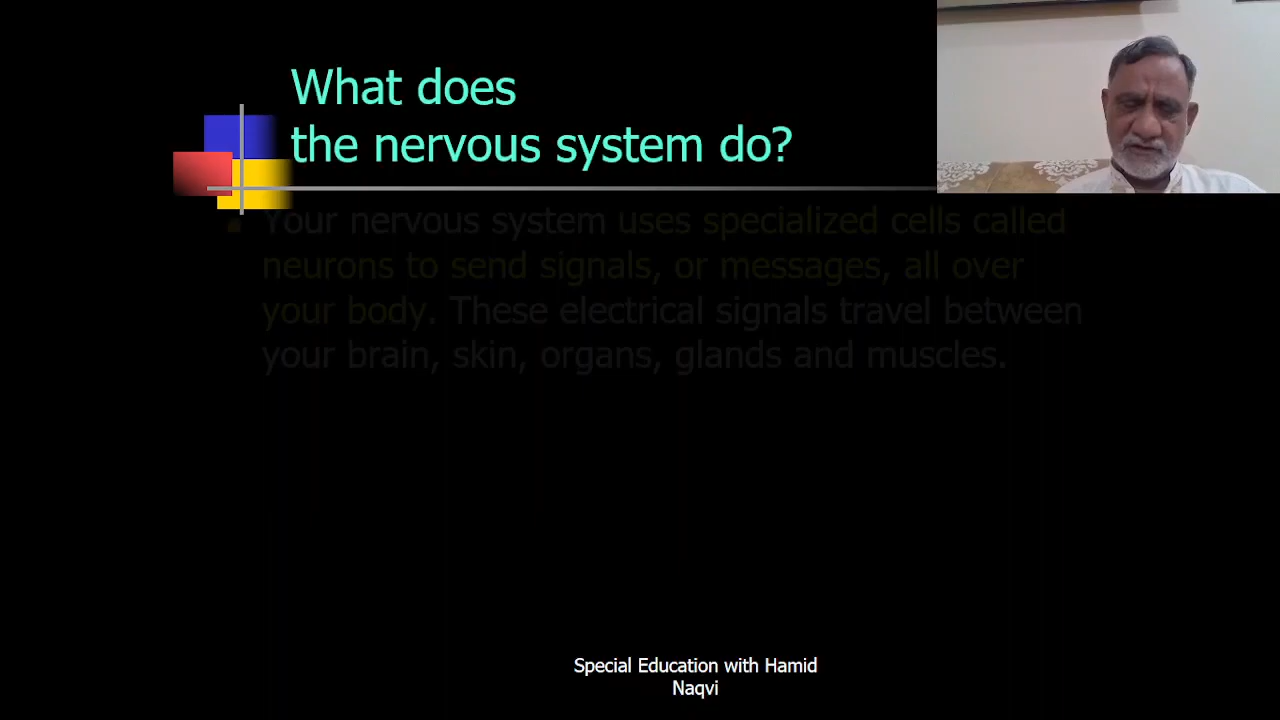 What does
the nervous system do?
Your nervous system uses specialized cells called
neurons to send signals, or messages, all over
your body. These electrical signals travel between
your brain, skin, organs, glands and muscles.
Special Education with Hamid
Naqvi